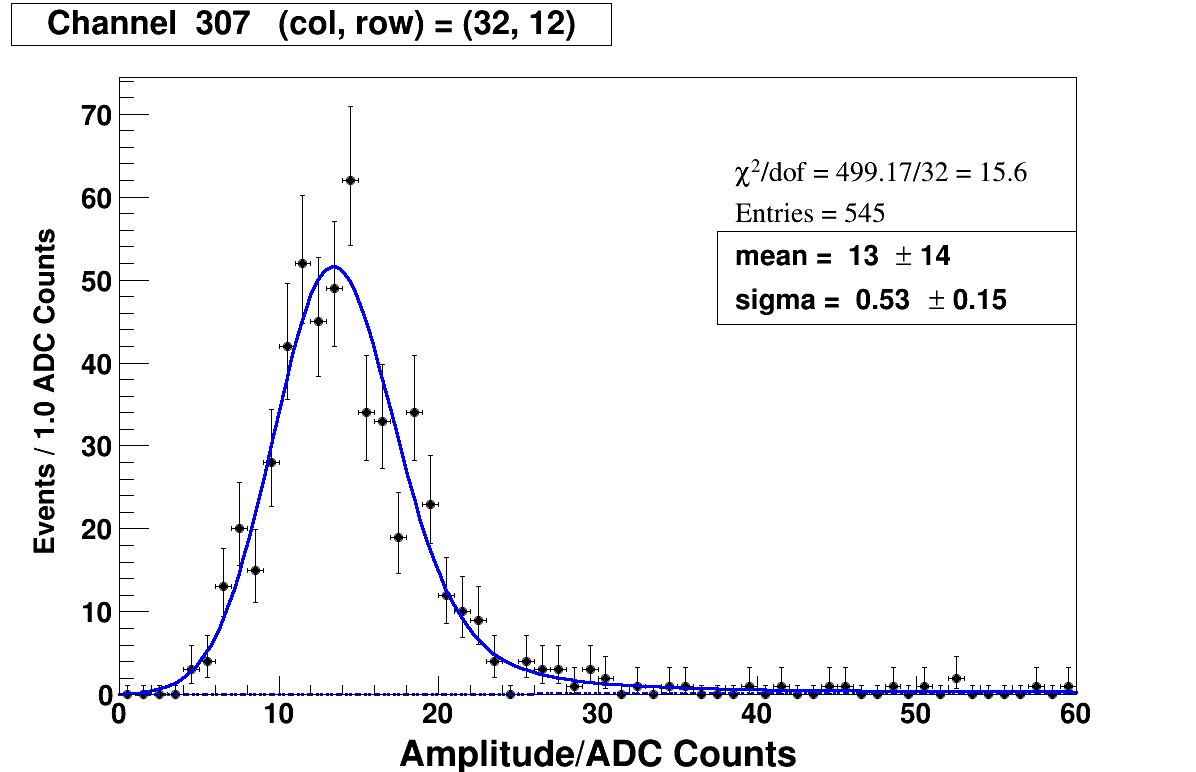 Channel 307 (col, row) = (32, 12)
χ²/dof = 499.17/32 = 15.6
Entries = 545
mean = 13 ± 14
sigma = 0.53 ± 0.15
Events / 1.0 ADC Counts
70
60
50
40
30
20
10
0
0 10 20 30 40 50 60
Amplitude/ADC Counts